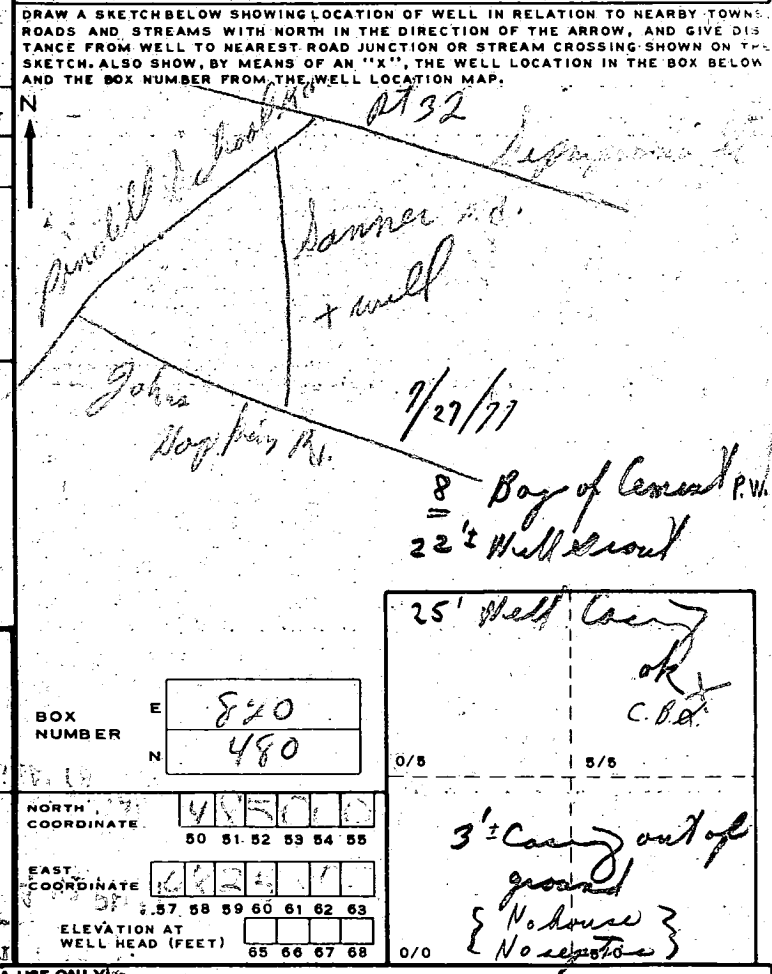 DRAW A SKETCH BELOW SHOWING LOCATION OF WELL IN RELATION TO NEARBY TOWNS
ROADS AND STREAMS WITH NORTH IN THE DIRECTION OF THE ARROW, AND GIVE DIS
TANCE FROM WELL TO NEAREST ROAD JUNCTION OR STREAM CROSSING SHOWN ON THE
SKETCH. ALSO SHOW, BY MEANS OF AN "X", THE WELL LOCATION IN THE BOX BELOW
AND THE BOX NUMBER FROM THE WELL LOCATION MAP.
N
Rt 32
Pindell School Rd
Sanner rd.
+ well
Johns
Hopkins Rd.
7/27/77
8 Bag of Cement P.W.
22'± Well Grout
25' Well Casing
ok
BOX
NUMBER
E 820
N 480
0/5 5/5
NORTH
COORDINATE
50 51 52 53 54 55
EAST
COORDINATE
57 58 59 60 61 62 63
ELEVATION AT
WELL HEAD (FEET)
65 66 67 68
3'± Casing out of
ground
{ No house }
{ No septic }
0/0
USE ONLY